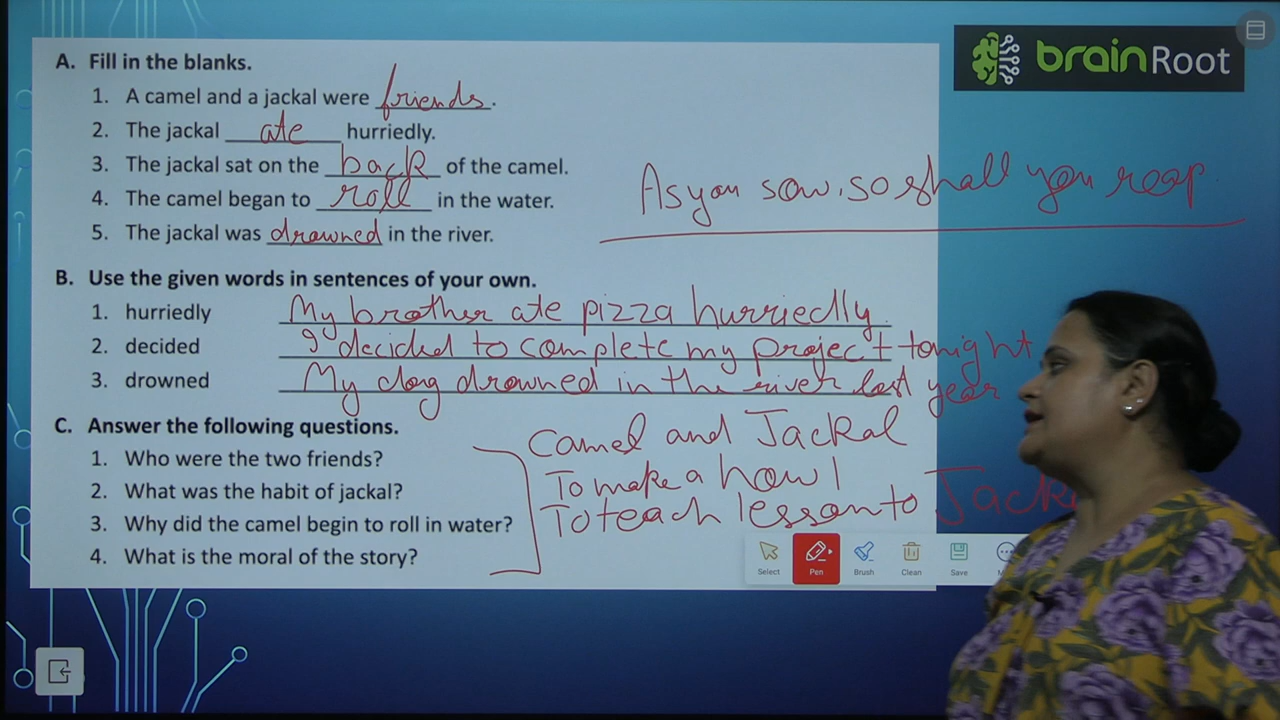 brainRoot
A. Fill in the blanks.
1. A camel and a jackal were friends.
2. The jackal ate hurriedly.
3. The jackal sat on the back of the camel.
4. The camel began to roll in the water.
5. The jackal was drowned in the river.
As you sow, so shall you reap
B. Use the given words in sentences of your own.
1. hurriedly My brother ate pizza hurriedly.
2. decided I decided to complete my project tonight
3. drowned My dog drowned in the river last year
C. Answer the following questions.
1. Who were the two friends? Camel and Jackal
2. What was the habit of jackal? To make a howl
3. Why did the camel begin to roll in water? To teach lesson to
4. What is the moral of the story?
Select Pen Brush Clean Save